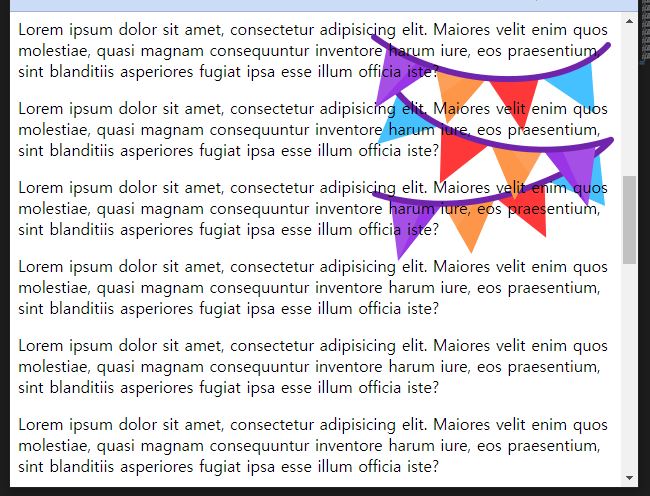 Lorem ipsum dolor sit amet, consectetur adipisicing elit. Maiores velit enim quos
molestiae, quasi magnam consequuntur inventore harum iure, eos praesentium,
sint blanditiis asperiores fugiat ipsa esse illum officia iste?
Lorem ipsum dolor sit amet, consectetur adipisicing elit. Maiores velit enim quos
molestiae, quasi magnam consequuntur inventore harum iure, eos praesentium,
sint blanditiis asperiores fugiat ipsa esse illum officia iste?
Lorem ipsum dolor sit amet, consectetur adipisicing elit. Maiores velit enim quos
molestiae, quasi magnam consequuntur inventore harum iure, eos praesentium,
sint blanditiis asperiores fugiat ipsa esse illum officia iste?
Lorem ipsum dolor sit amet, consectetur adipisicing elit. Maiores velit enim quos
molestiae, quasi magnam consequuntur inventore harum iure, eos praesentium,
sint blanditiis asperiores fugiat ipsa esse illum officia iste?
Lorem ipsum dolor sit amet, consectetur adipisicing elit. Maiores velit enim quos
molestiae, quasi magnam consequuntur inventore harum iure, eos praesentium,
sint blanditiis asperiores fugiat ipsa esse illum officia iste?
Lorem ipsum dolor sit amet, consectetur adipisicing elit. Maiores velit enim quos
molestiae, quasi magnam consequuntur inventore harum iure, eos praesentium,
sint blanditiis asperiores fugiat ipsa esse illum officia iste?